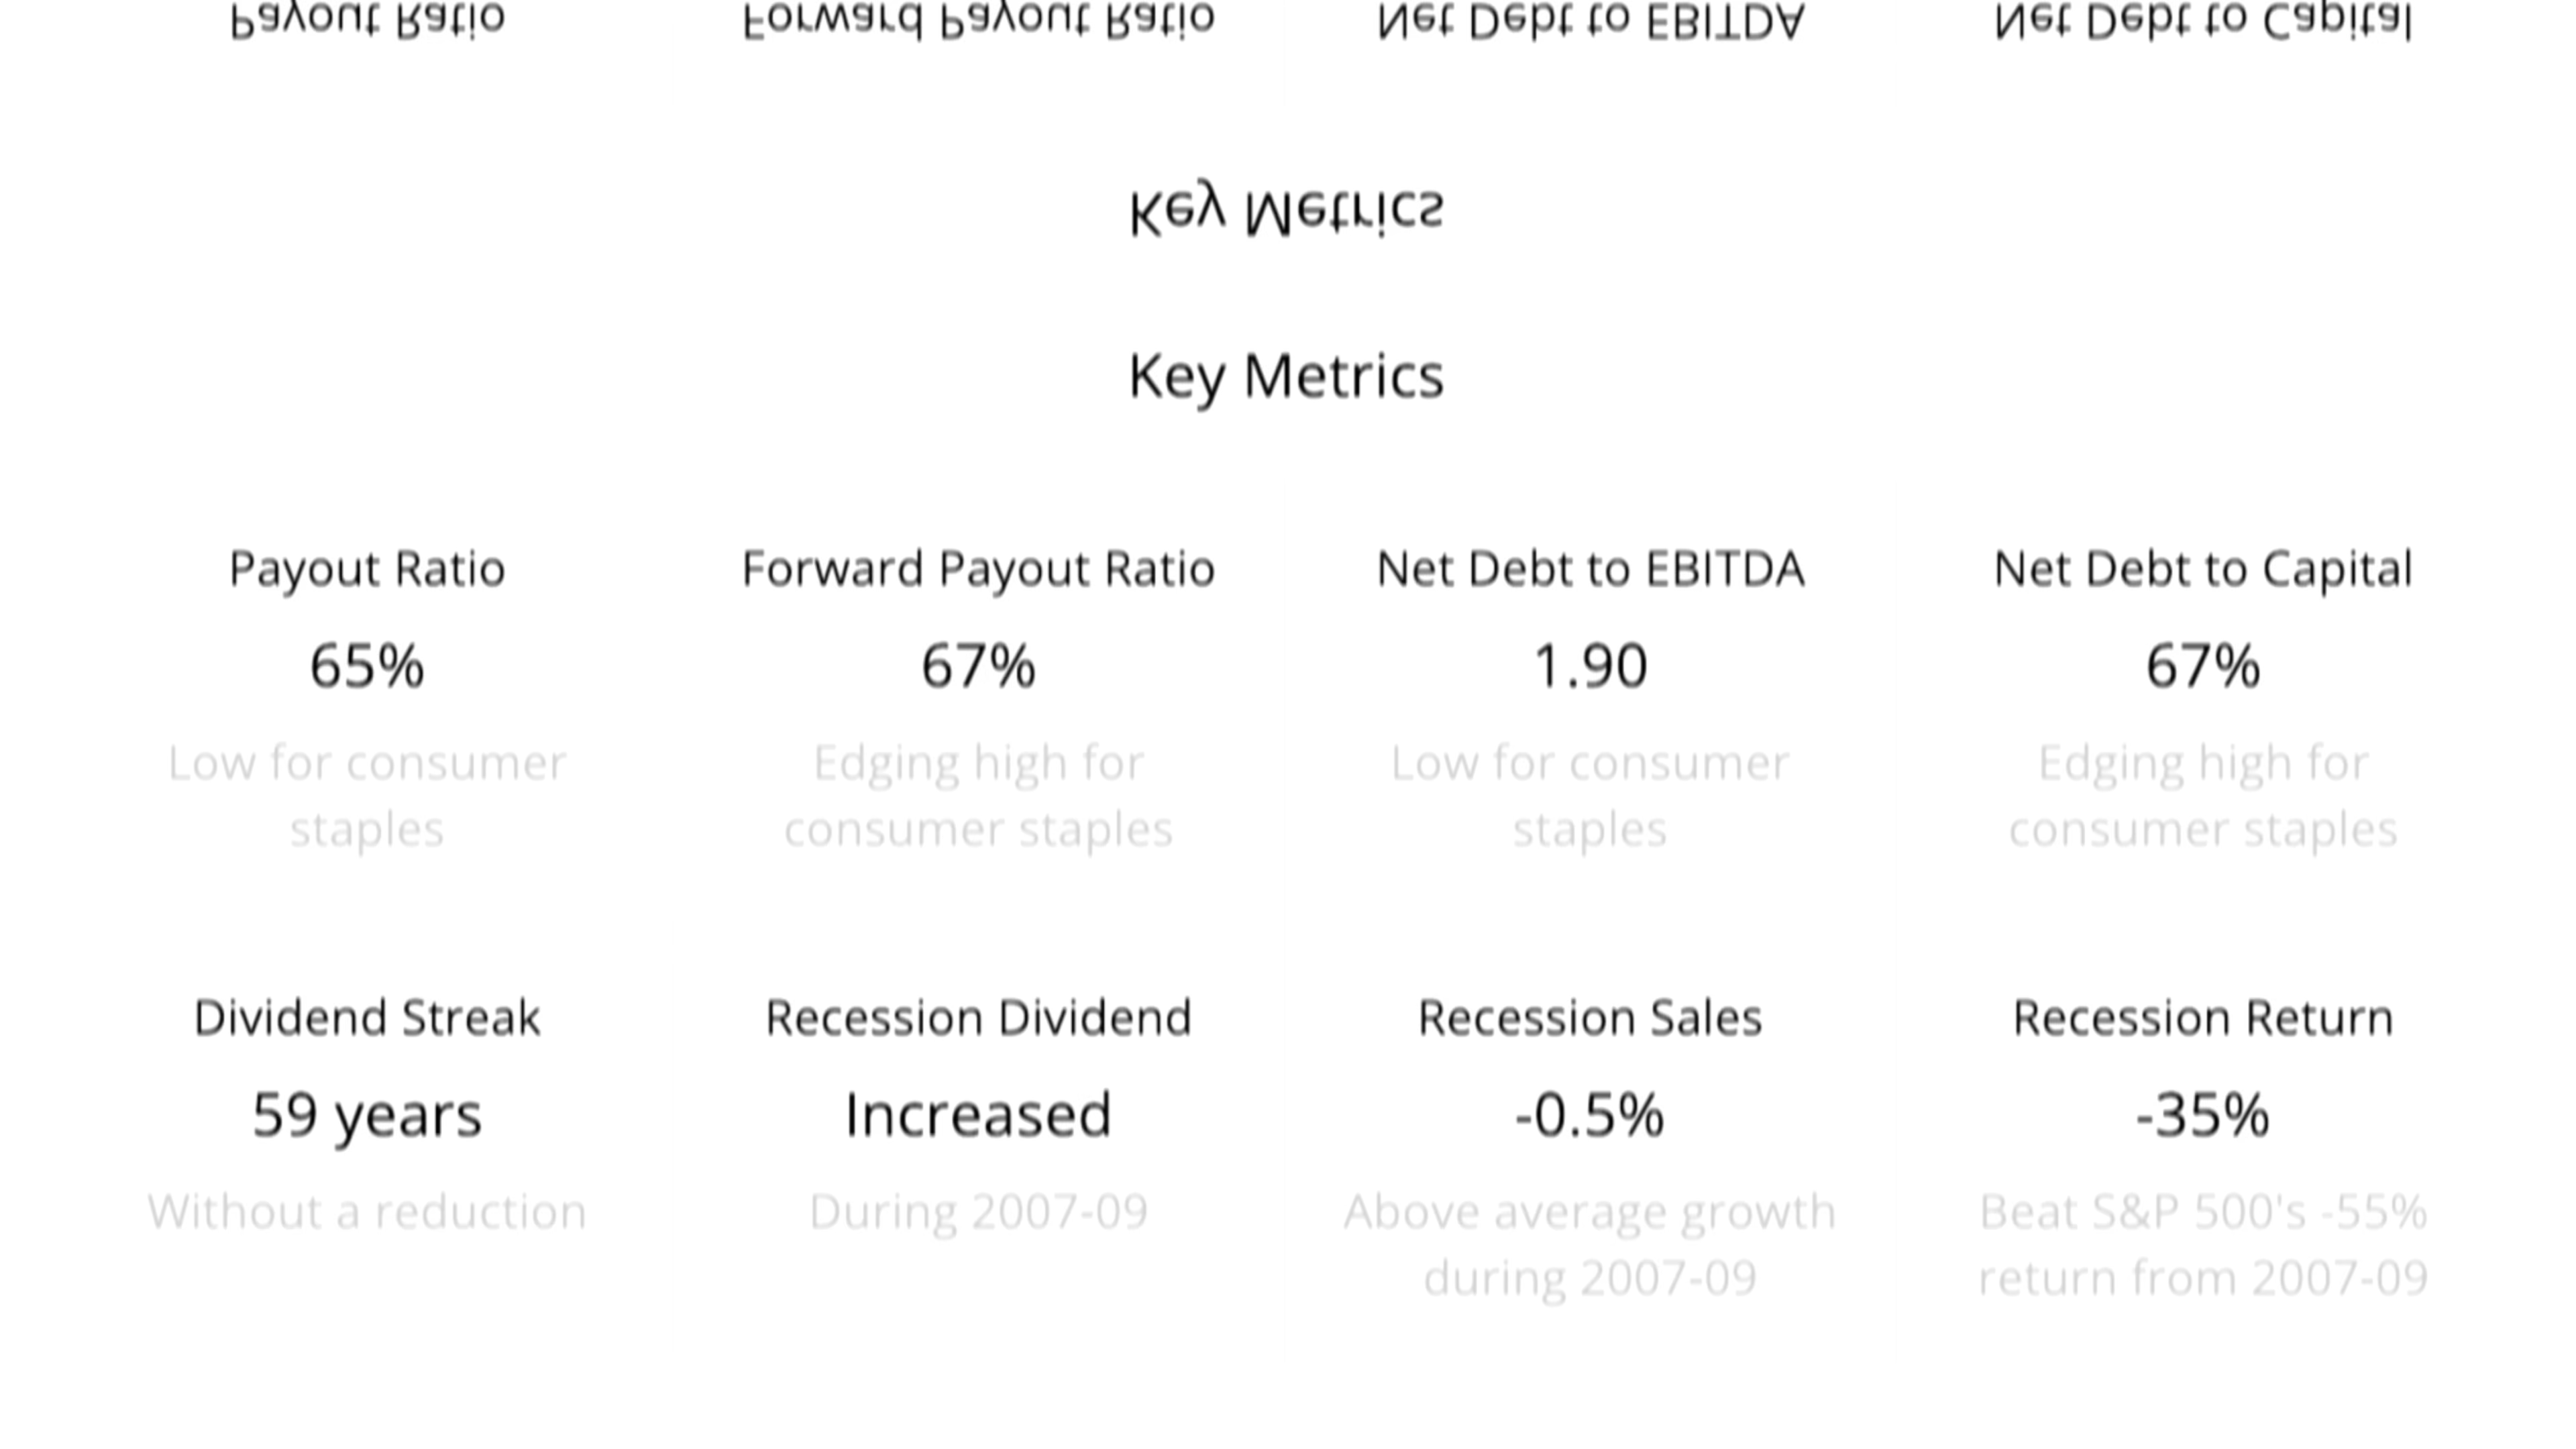 Payout Ratio Forward Payout Ratio Net Debt to EBITDA Net Debt to Capital
Key Metrics
Key Metrics
Payout Ratio Forward Payout Ratio Net Debt to EBITDA Net Debt to Capital
65% 67% 1.90 67%
Low for consumer Edging high for Low for consumer Edging high for
staples consumer staples staples consumer staples
Dividend Streak Recession Dividend Recession Sales Recession Return
59 years Increased -0.5% -35%
Without a reduction During 2007-09 Above average growth Beat S&P 500's -55%
during 2007-09 return from 2007-09